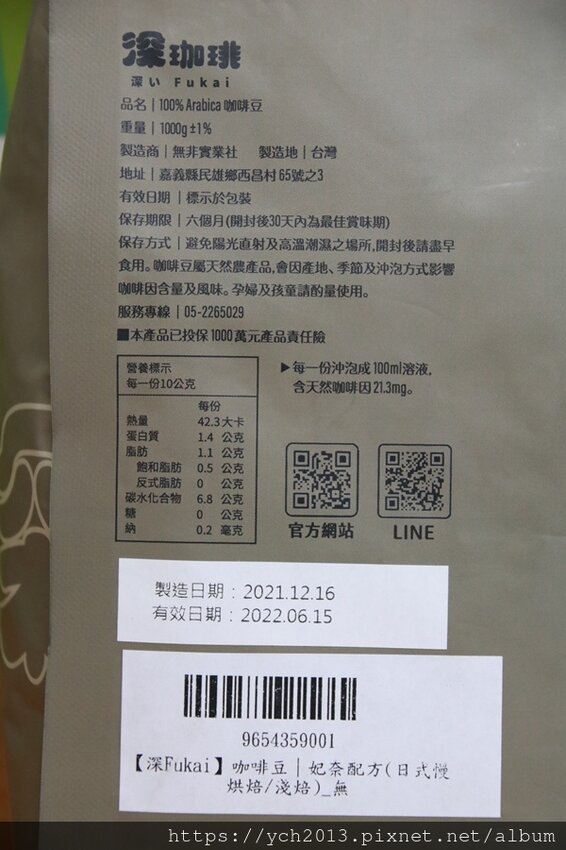 深珈琲
深い Fukai
品名｜100% Arabica 咖啡豆
重量｜1000g ±1%
製造商｜無非實業社 製造地｜台灣
地址｜嘉義縣民雄鄉西昌村65號之3
有效日期｜標示於包裝
保存期限｜六個月(開封後30天內為最佳賞味期)
保存方式｜避免陽光直射及高溫潮濕之場所,開封後請盡早
食用。咖啡豆屬天然農產品,會因產地、季節及沖泡方式影響
咖啡因含量及風味。孕婦及孩童請酌量使用。
服務專線｜05-2265029
■本產品已投保1000萬元產品責任險
營養標示
每一份10公克
每份
熱量 42.3大卡
蛋白質 1.4 公克
脂肪 1.1 公克
飽和脂肪 0.5 公克
反式脂肪 0 公克
碳水化合物 6.8 公克
糖 0 公克
鈉 0.2 毫克
▶每一份沖泡成100ml溶液,
含天然咖啡因21.3mg。
官方網站 LINE
製造日期：2021.12.16
有效日期：2022.06.15
9654359001
【深Fukai】咖啡豆｜妃奈配方(日式慢
烘焙/淺焙)_無
https://ych2013.pixnet.net/album